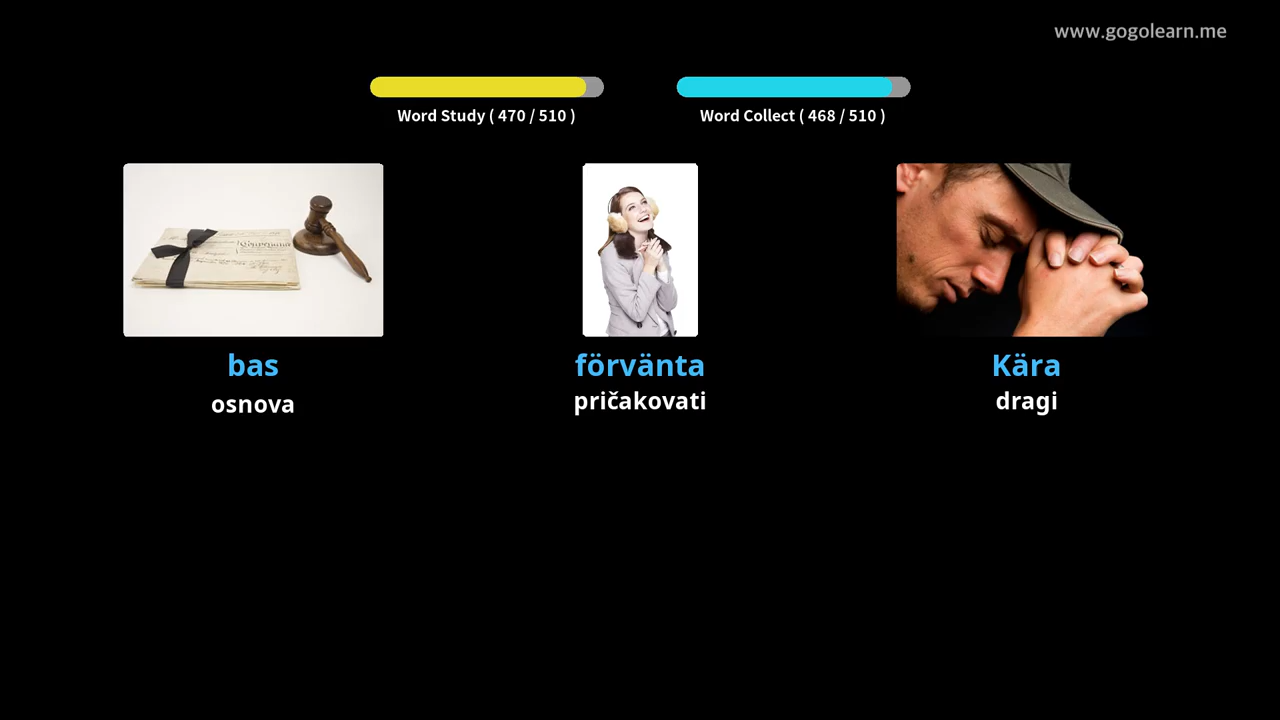 www.gogolearn.me
Word Study ( 470 / 510 )
Word Collect ( 468 / 510 )
bas
osnova
förvänta
pričakovati
Kära
dragi